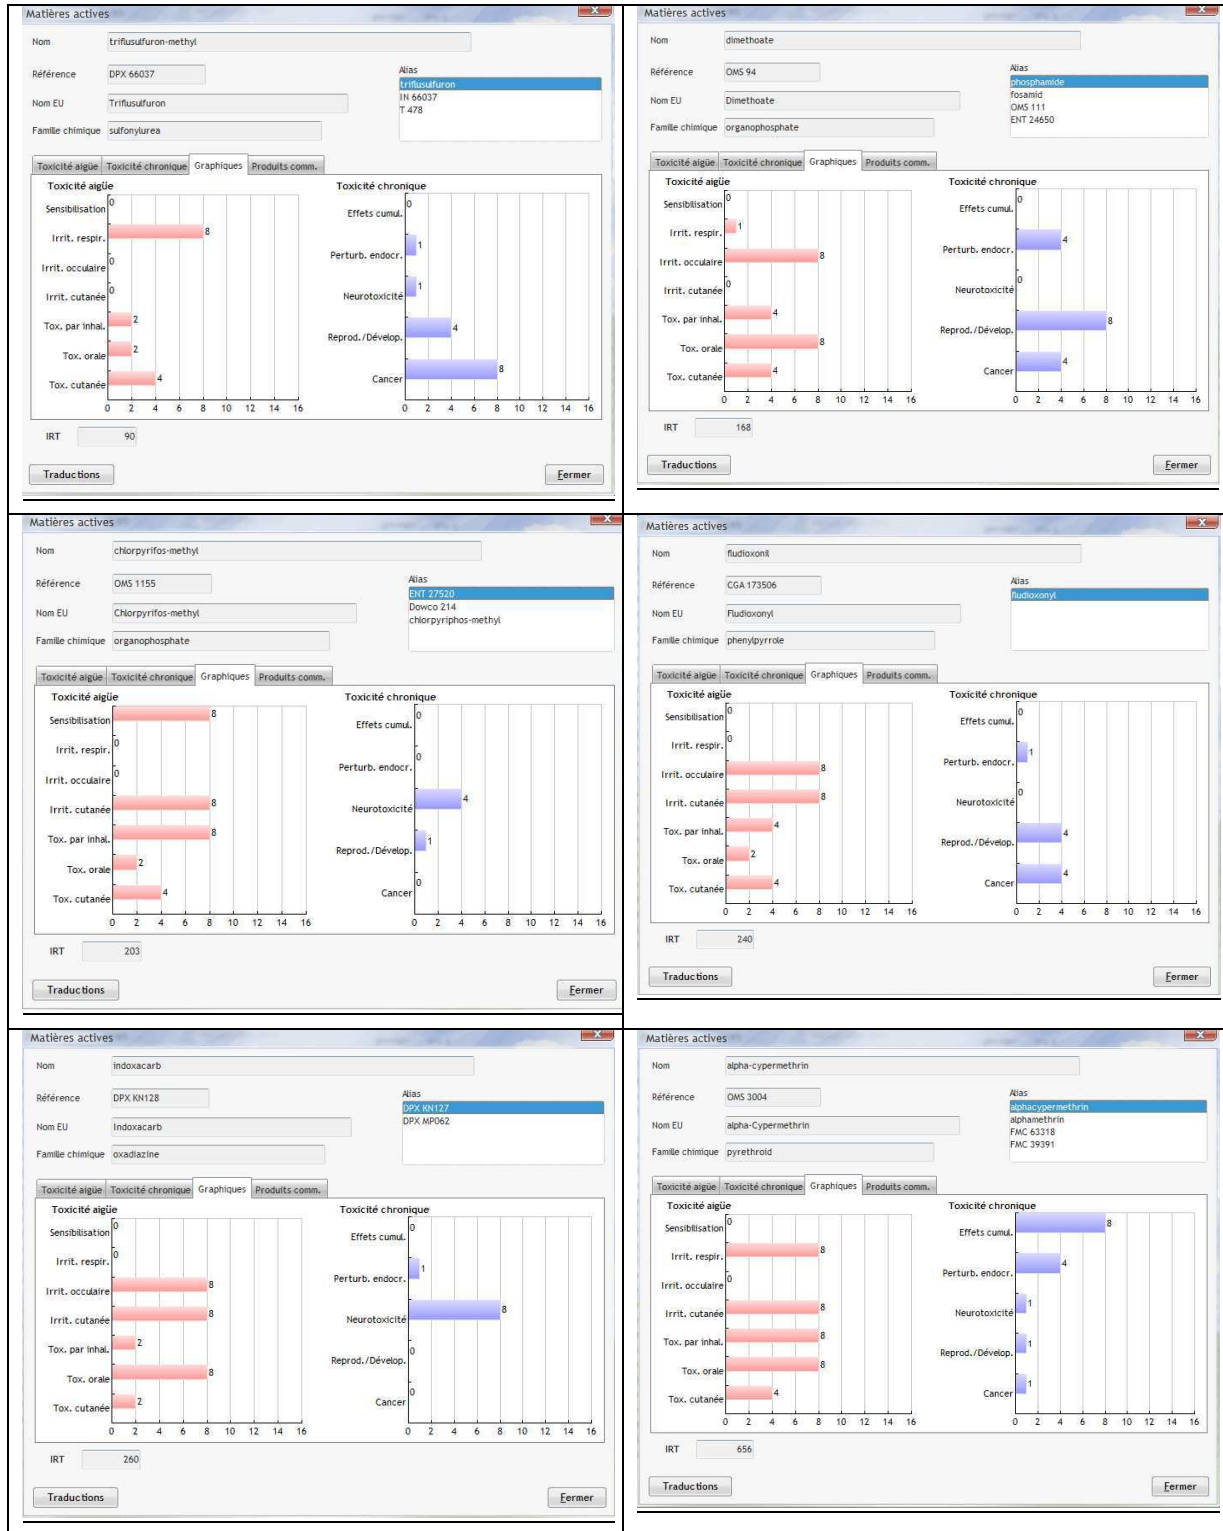 Matières actives
Nom triflusulfuron-methyl
Référence DPX 66037
Alias
triflusulfuron
IN 66037
T 478
Nom EU Triflusulfuron
Famille chimique sulfonylurea
Toxicité aigüe Toxicité chronique Graphiques Produits comm.
Toxicité aigüe
Sensibilisation 0
Irrit. respir. 8
Irrit. occulaire 0
Irrit. cutanée 0
Tox. par inhal. 2
Tox. orale 2
Tox. cutanée 4
0 2 4 6 8 10 12 14 16
Toxicité chronique
Effets cumul. 0
Perturb. endocr. 1
Neurotoxicité 1
Reprod./Dévelop. 4
Cancer 8
0 2 4 6 8 10 12 14 16
IRT 90
Traductions Fermer
Matières actives
Nom dimethoate
Référence OMS 94
Alias
phosphamide
fosamid
OMS 111
ENT 24650
Nom EU Dimethoate
Famille chimique organophosphate
Toxicité aigüe Toxicité chronique Graphiques Produits comm.
Toxicité aigüe
Sensibilisation 0
Irrit. respir. 1
Irrit. occulaire 8
Irrit. cutanée 0
Tox. par inhal. 4
Tox. orale 8
Tox. cutanée 4
0 2 4 6 8 10 12 14 16
Toxicité chronique
Effets cumul. 0
Perturb. endocr. 4
Neurotoxicité 0
Reprod./Dévelop. 8
Cancer 4
0 2 4 6 8 10 12 14 16
IRT 168
Traductions Fermer
Matières actives
Nom chlorpyrifos-methyl
Référence OMS 1155
Alias
ENT 27520
Dowco 214
chlorpyriphos-methyl
Nom EU Chlorpyrifos-methyl
Famille chimique organophosphate
Toxicité aigüe Toxicité chronique Graphiques Produits comm.
Toxicité aigüe
Sensibilisation 8
Irrit. respir. 0
Irrit. occulaire 0
Irrit. cutanée 8
Tox. par inhal. 8
Tox. orale 2
Tox. cutanée 4
0 2 4 6 8 10 12 14 16
Toxicité chronique
Effets cumul. 0
Perturb. endocr. 0
Neurotoxicité 4
Reprod./Dévelop. 1
Cancer 0
0 2 4 6 8 10 12 14 16
IRT 203
Traductions Fermer
Matières actives
Nom fludioxonil
Référence CGA 173506
Alias
fludioxonyl
Nom EU Fludioxonyl
Famille chimique phenylpyrrole
Toxicité aigüe Toxicité chronique Graphiques Produits comm.
Toxicité aigüe
Sensibilisation 0
Irrit. respir. 0
Irrit. occulaire 8
Irrit. cutanée 8
Tox. par inhal. 4
Tox. orale 2
Tox. cutanée 4
0 2 4 6 8 10 12 14 16
Toxicité chronique
Effets cumul. 0
Perturb. endocr. 1
Neurotoxicité 0
Reprod./Dévelop. 4
Cancer 4
0 2 4 6 8 10 12 14 16
IRT 240
Traductions Fermer
Matières actives
Nom indoxacarb
Référence DPX KN128
Alias
DPX KN127
DPX MP062
Nom EU Indoxacarb
Famille chimique oxadiazine
Toxicité aigüe Toxicité chronique Graphiques Produits comm.
Toxicité aigüe
Sensibilisation 0
Irrit. respir. 0
Irrit. occulaire 8
Irrit. cutanée 8
Tox. par inhal. 2
Tox. orale 8
Tox. cutanée 2
0 2 4 6 8 10 12 14 16
Toxicité chronique
Effets cumul. 0
Perturb. endocr. 1
Neurotoxicité 8
Reprod./Dévelop. 0
Cancer 0
0 2 4 6 8 10 12 14 16
IRT 260
Traductions Fermer
Matières actives
Nom alpha-cypermethrin
Référence OMS 3004
Alias
alphacypermethrin
alphamethrin
FMC 63318
FMC 39391
Nom EU alpha-Cypermethrin
Famille chimique pyrethroid
Toxicité aigüe Toxicité chronique Graphiques Produits comm.
Toxicité aigüe
Sensibilisation 0
Irrit. respir. 8
Irrit. occulaire 0
Irrit. cutanée 8
Tox. par inhal. 8
Tox. orale 8
Tox. cutanée 4
0 2 4 6 8 10 12 14 16
Toxicité chronique
Effets cumul. 8
Perturb. endocr. 4
Neurotoxicité 1
Reprod./Dévelop. 1
Cancer 1
0 2 4 6 8 10 12 14 16
IRT 656
Traductions Fermer